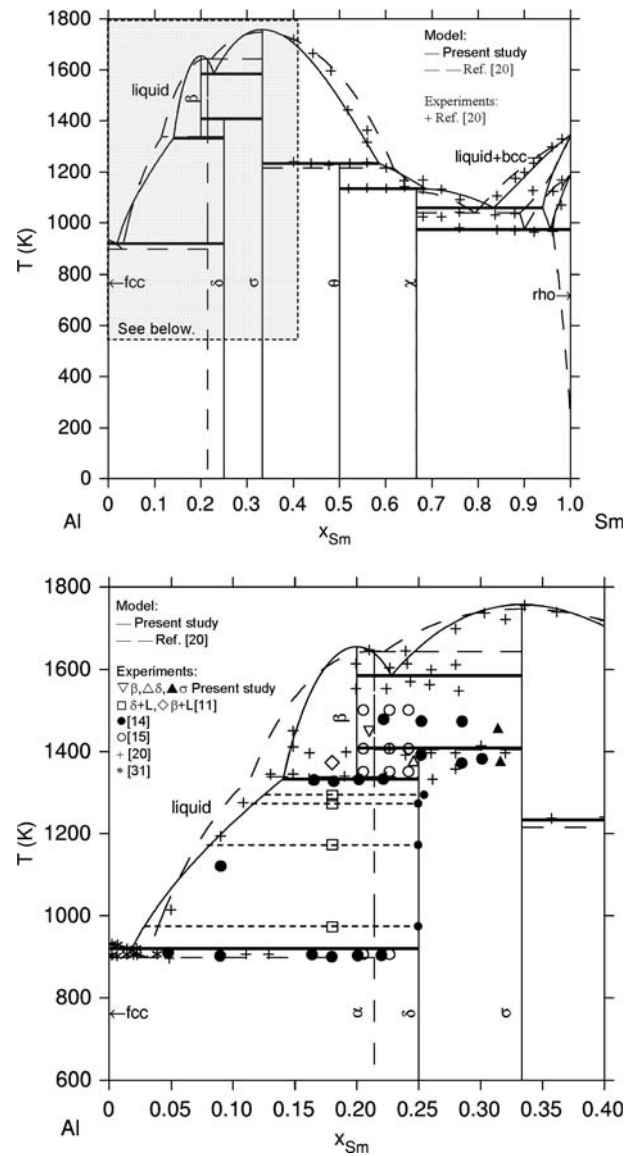 1800
1600
1400
1200
1000
800
600
400
200
0
T (K)
liquid
β
Model:
— Present study
— — Ref. [20]
Experiments:
+ Ref. [20]
liquid+bcc
←fcc
δ
σ
θ
χ
rho→
See below.
0 0.1 0.2 0.3 0.4 0.5 0.6 0.7 0.8 0.9 1.0
Al
xSm
Sm
1800
1600
1400
1200
1000
800
600
T (K)
Model:
— Present study
— — Ref. [20]
Experiments:
▽β,△δ,▲σ Present study
□ δ+L,◇β+L[11]
●[14]
○[15]
+ [20]
* [31]
β
liquid
←fcc
α
δ
σ
0 0.05 0.10 0.15 0.20 0.25 0.30 0.35 0.40
Al
xSm